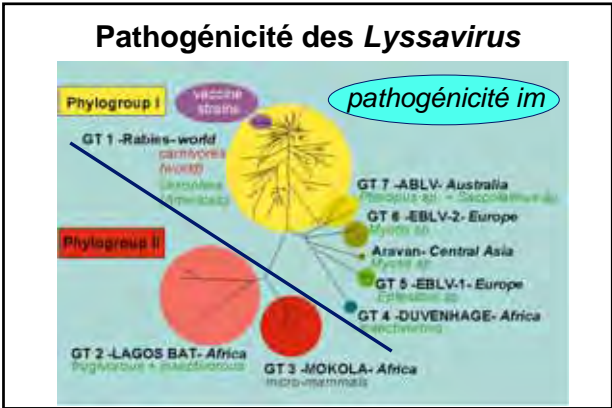 Pathogénicité des Lyssavirus
vaccine
strains
pathogénicité im
Phylogroup I
GT 1 -Rabies- world
carnivores
(world)
GT 7 -ABLV- Australia
Pteropus sp. + Saccolaimus sp.
GT 6 -EBLV-2- Europe
Myotis sp.
Phylogroup II
Aravan- Central Asia
Myotis sp.
GT 5 -EBLV-1- Europe
Eptesicus sp.
GT 4 -DUVENHAGE- Africa
insectivorous
GT 2 -LAGOS BAT- Africa
frugivorous + insectivorous
GT 3 -MOKOLA- Africa
micro-mammals